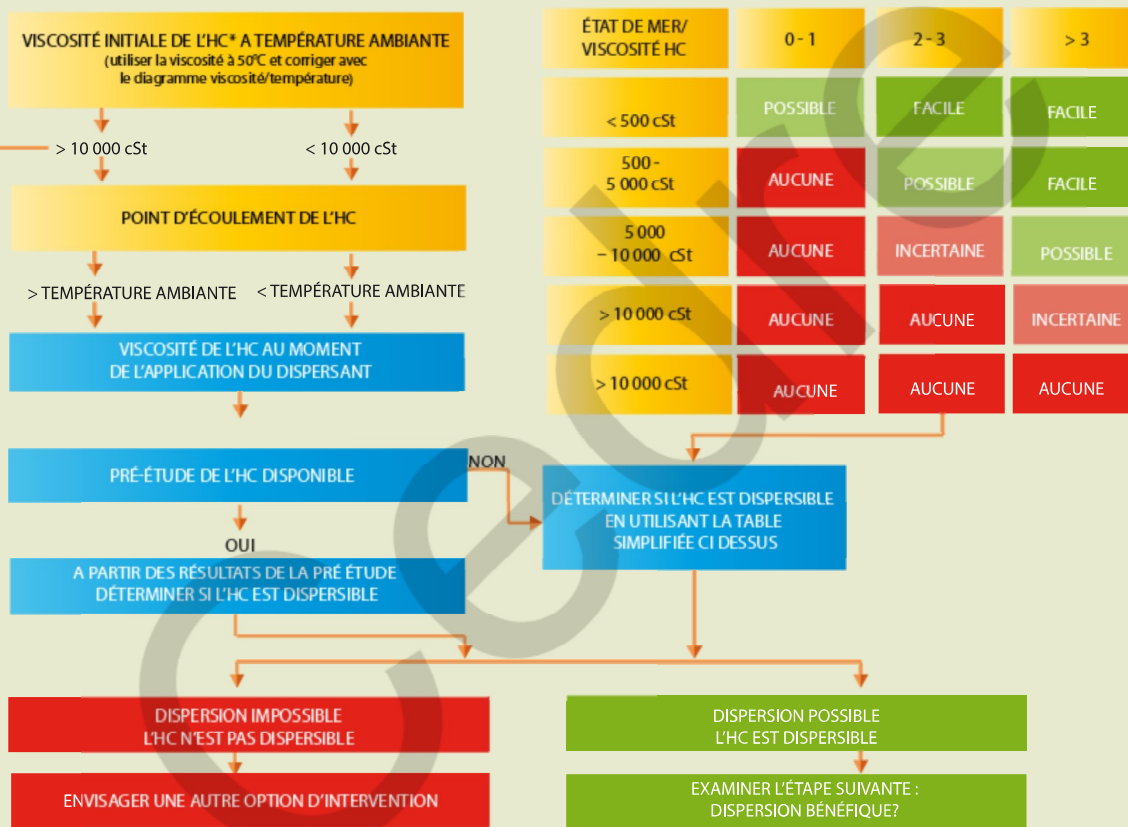 VISCOSITÉ INITIALE DE L'HC* A TEMPÉRATURE AMBIANTE
(utiliser la viscosité à 50°C et corriger avec
le diagramme viscosité/température)
> 10 000 cSt
< 10 000 cSt
POINT D'ÉCOULEMENT DE L'HC
> TEMPÉRATURE AMBIANTE
< TEMPÉRATURE AMBIANTE
VISCOSITÉ DE L'HC AU MOMENT
DE L'APPLICATION DU DISPERSANT
PRÉ-ÉTUDE DE L'HC DISPONIBLE
NON
OUI
A PARTIR DES RÉSULTATS DE LA PRÉ ÉTUDE
DÉTERMINER SI L'HC EST DISPERSIBLE
ÉTAT DE MER/
VISCOSITÉ HC
0 - 1
2 - 3
> 3
< 500 cSt
POSSIBLE
FACILE
FACILE
500 -
5 000 cSt
AUCUNE
POSSIBLE
FACILE
5 000
– 10 000 cSt
AUCUNE
INCERTAINE
POSSIBLE
> 10 000 cSt
AUCUNE
AUCUNE
INCERTAINE
> 10 000 cSt
AUCUNE
AUCUNE
AUCUNE
DÉTERMINER SI L'HC EST DISPERSIBLE
EN UTILISANT LA TABLE
SIMPLIFIÉE CI DESSUS
DISPERSION IMPOSSIBLE
L'HC N'EST PAS DISPERSIBLE
ENVISAGER UNE AUTRE OPTION D'INTERVENTION
DISPERSION POSSIBLE
L'HC EST DISPERSIBLE
EXAMINER L'ÉTAPE SUIVANTE :
DISPERSION BÉNÉFIQUE?
Cedre